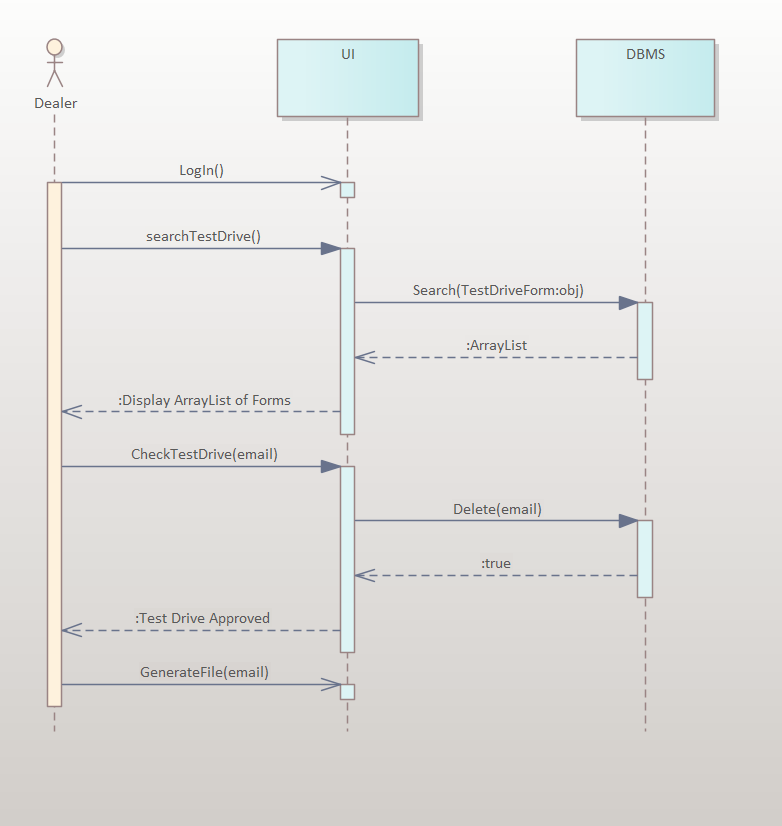 UI
DBMS
Dealer
LogIn()
searchTestDrive()
Search(TestDriveForm:obj)
:ArrayList
:Display ArrayList of Forms
CheckTestDrive(email)
Delete(email)
:true
:Test Drive Approved
GenerateFile(email)